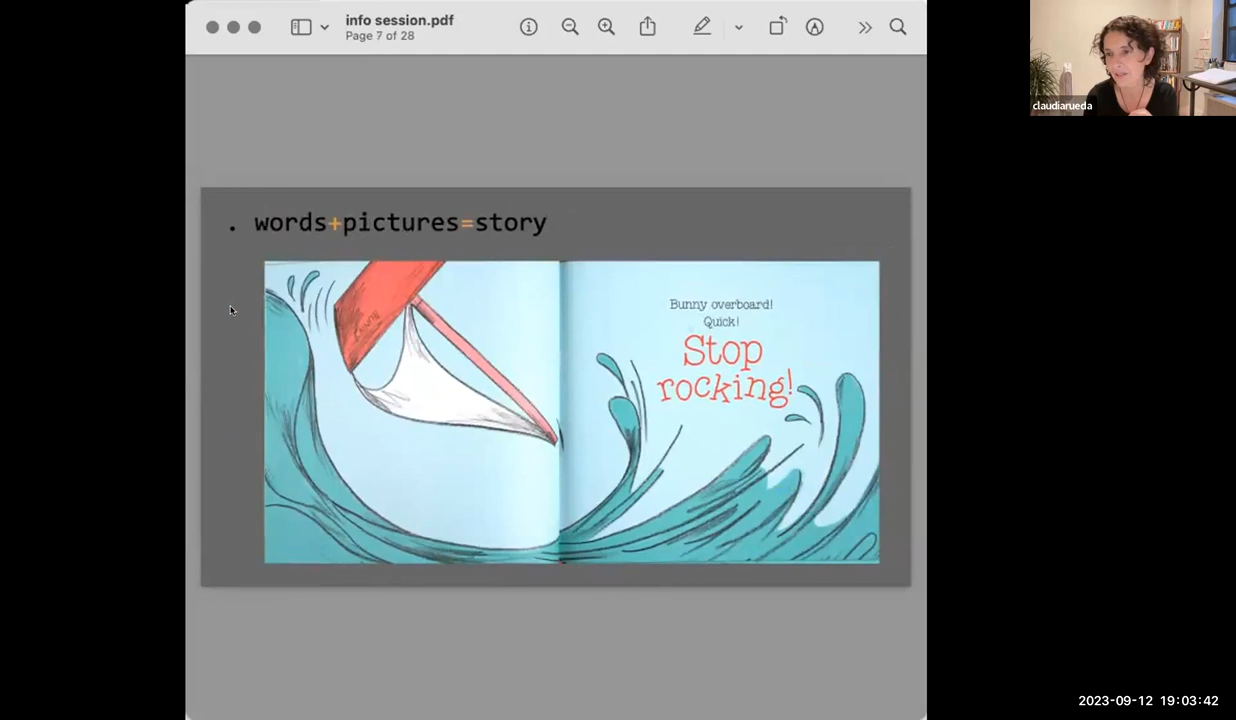 info session.pdf
Page 7 of 28
claudiarueda
. words+pictures=story
Bunny overboard!
Quick!
Stop
rocking!
2023-09-12 19:03:42